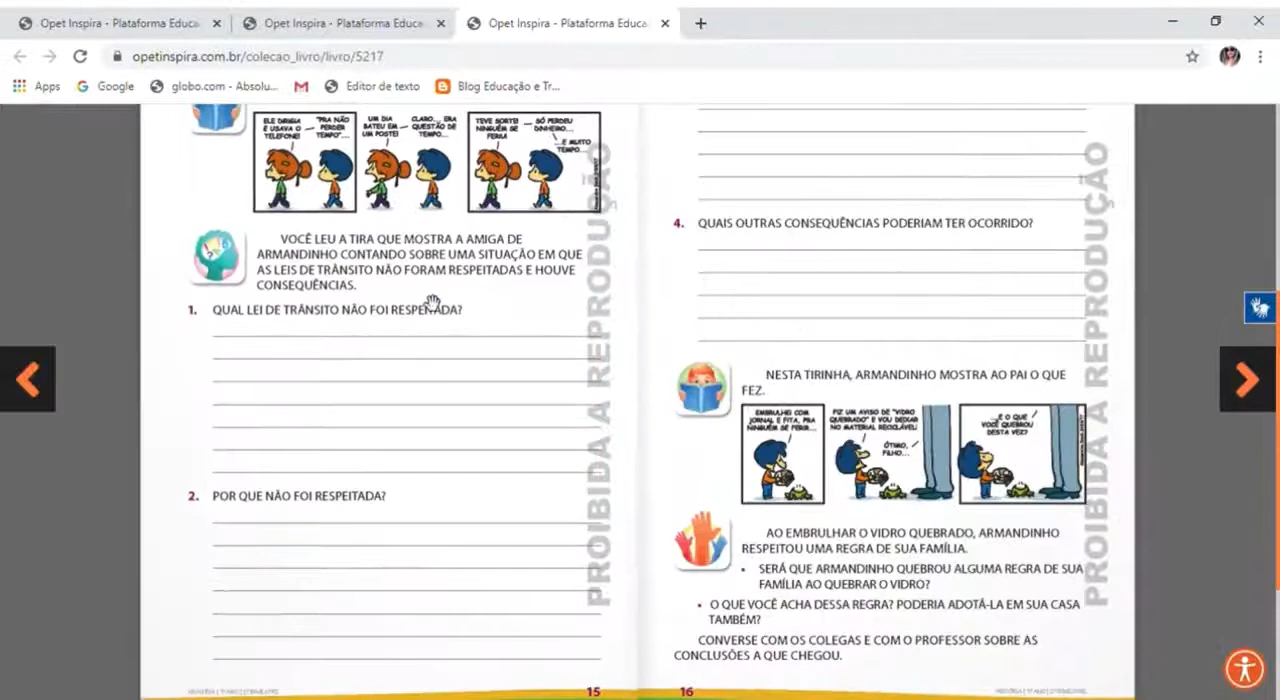 Opet Inspira - Plataforma Educa
Opet Inspira - Plataforma Educa
Opet Inspira - Plataforma Educa
opetinspira.com.br/colecao_livro/livro/5217
Apps
Google
globo.com - Absolu...
Editor de texto
Blog Educação e Tr...
ELE DIRIGIA
E USAVA O
TELEFONE!
"PRA NÃO
PERDER
TEMPO"...
UM DIA
BATEU EM
UM POSTE!
CLARO... ERA
QUESTÃO DE
TEMPO...
TEVE SORTE!
NINGUÉM SE
FERIU!
SÓ PERDEU
DINHEIRO...
...E MUITO
TEMPO...
VOCÊ LEU A TIRA QUE MOSTRA A AMIGA DE
ARMANDINHO CONTANDO SOBRE UMA SITUAÇÃO EM QUE
AS LEIS DE TRÂNSITO NÃO FORAM RESPEITADAS E HOUVE
CONSEQUÊNCIAS.
1. QUAL LEI DE TRÂNSITO NÃO FOI RESPEITADA?
2. POR QUE NÃO FOI RESPEITADA?
15
PROIBIDA A REPRODUÇÃO
4. QUAIS OUTRAS CONSEQUÊNCIAS PODERIAM TER OCORRIDO?
NESTA TIRINHA, ARMANDINHO MOSTRA AO PAI O QUE
FEZ.
EMBRULHEI COM
JORNAL E FITA, PRA
NINGUÉM SE FERIR...
FIZ UM AVISO DE "VIDRO
QUEBRADO" E VOU DEIXAR
NO MATERIAL RECICLÁVEL!
ÓTIMO,
FILHO...
...E O QUE
VOCÊ QUEBROU
DESTA VEZ?
AO EMBRULHAR O VIDRO QUEBRADO, ARMANDINHO
RESPEITOU UMA REGRA DE SUA FAMÍLIA.
• SERÁ QUE ARMANDINHO QUEBROU ALGUMA REGRA DE SUA
FAMÍLIA AO QUEBRAR O VIDRO?
• O QUE VOCÊ ACHA DESSA REGRA? PODERIA ADOTÁ-LA EM SUA CASA
TAMBÉM?
CONVERSE COM OS COLEGAS E COM O PROFESSOR SOBRE AS
CONCLUSÕES A QUE CHEGOU.
16
PROIBIDA A REPRODUÇÃO